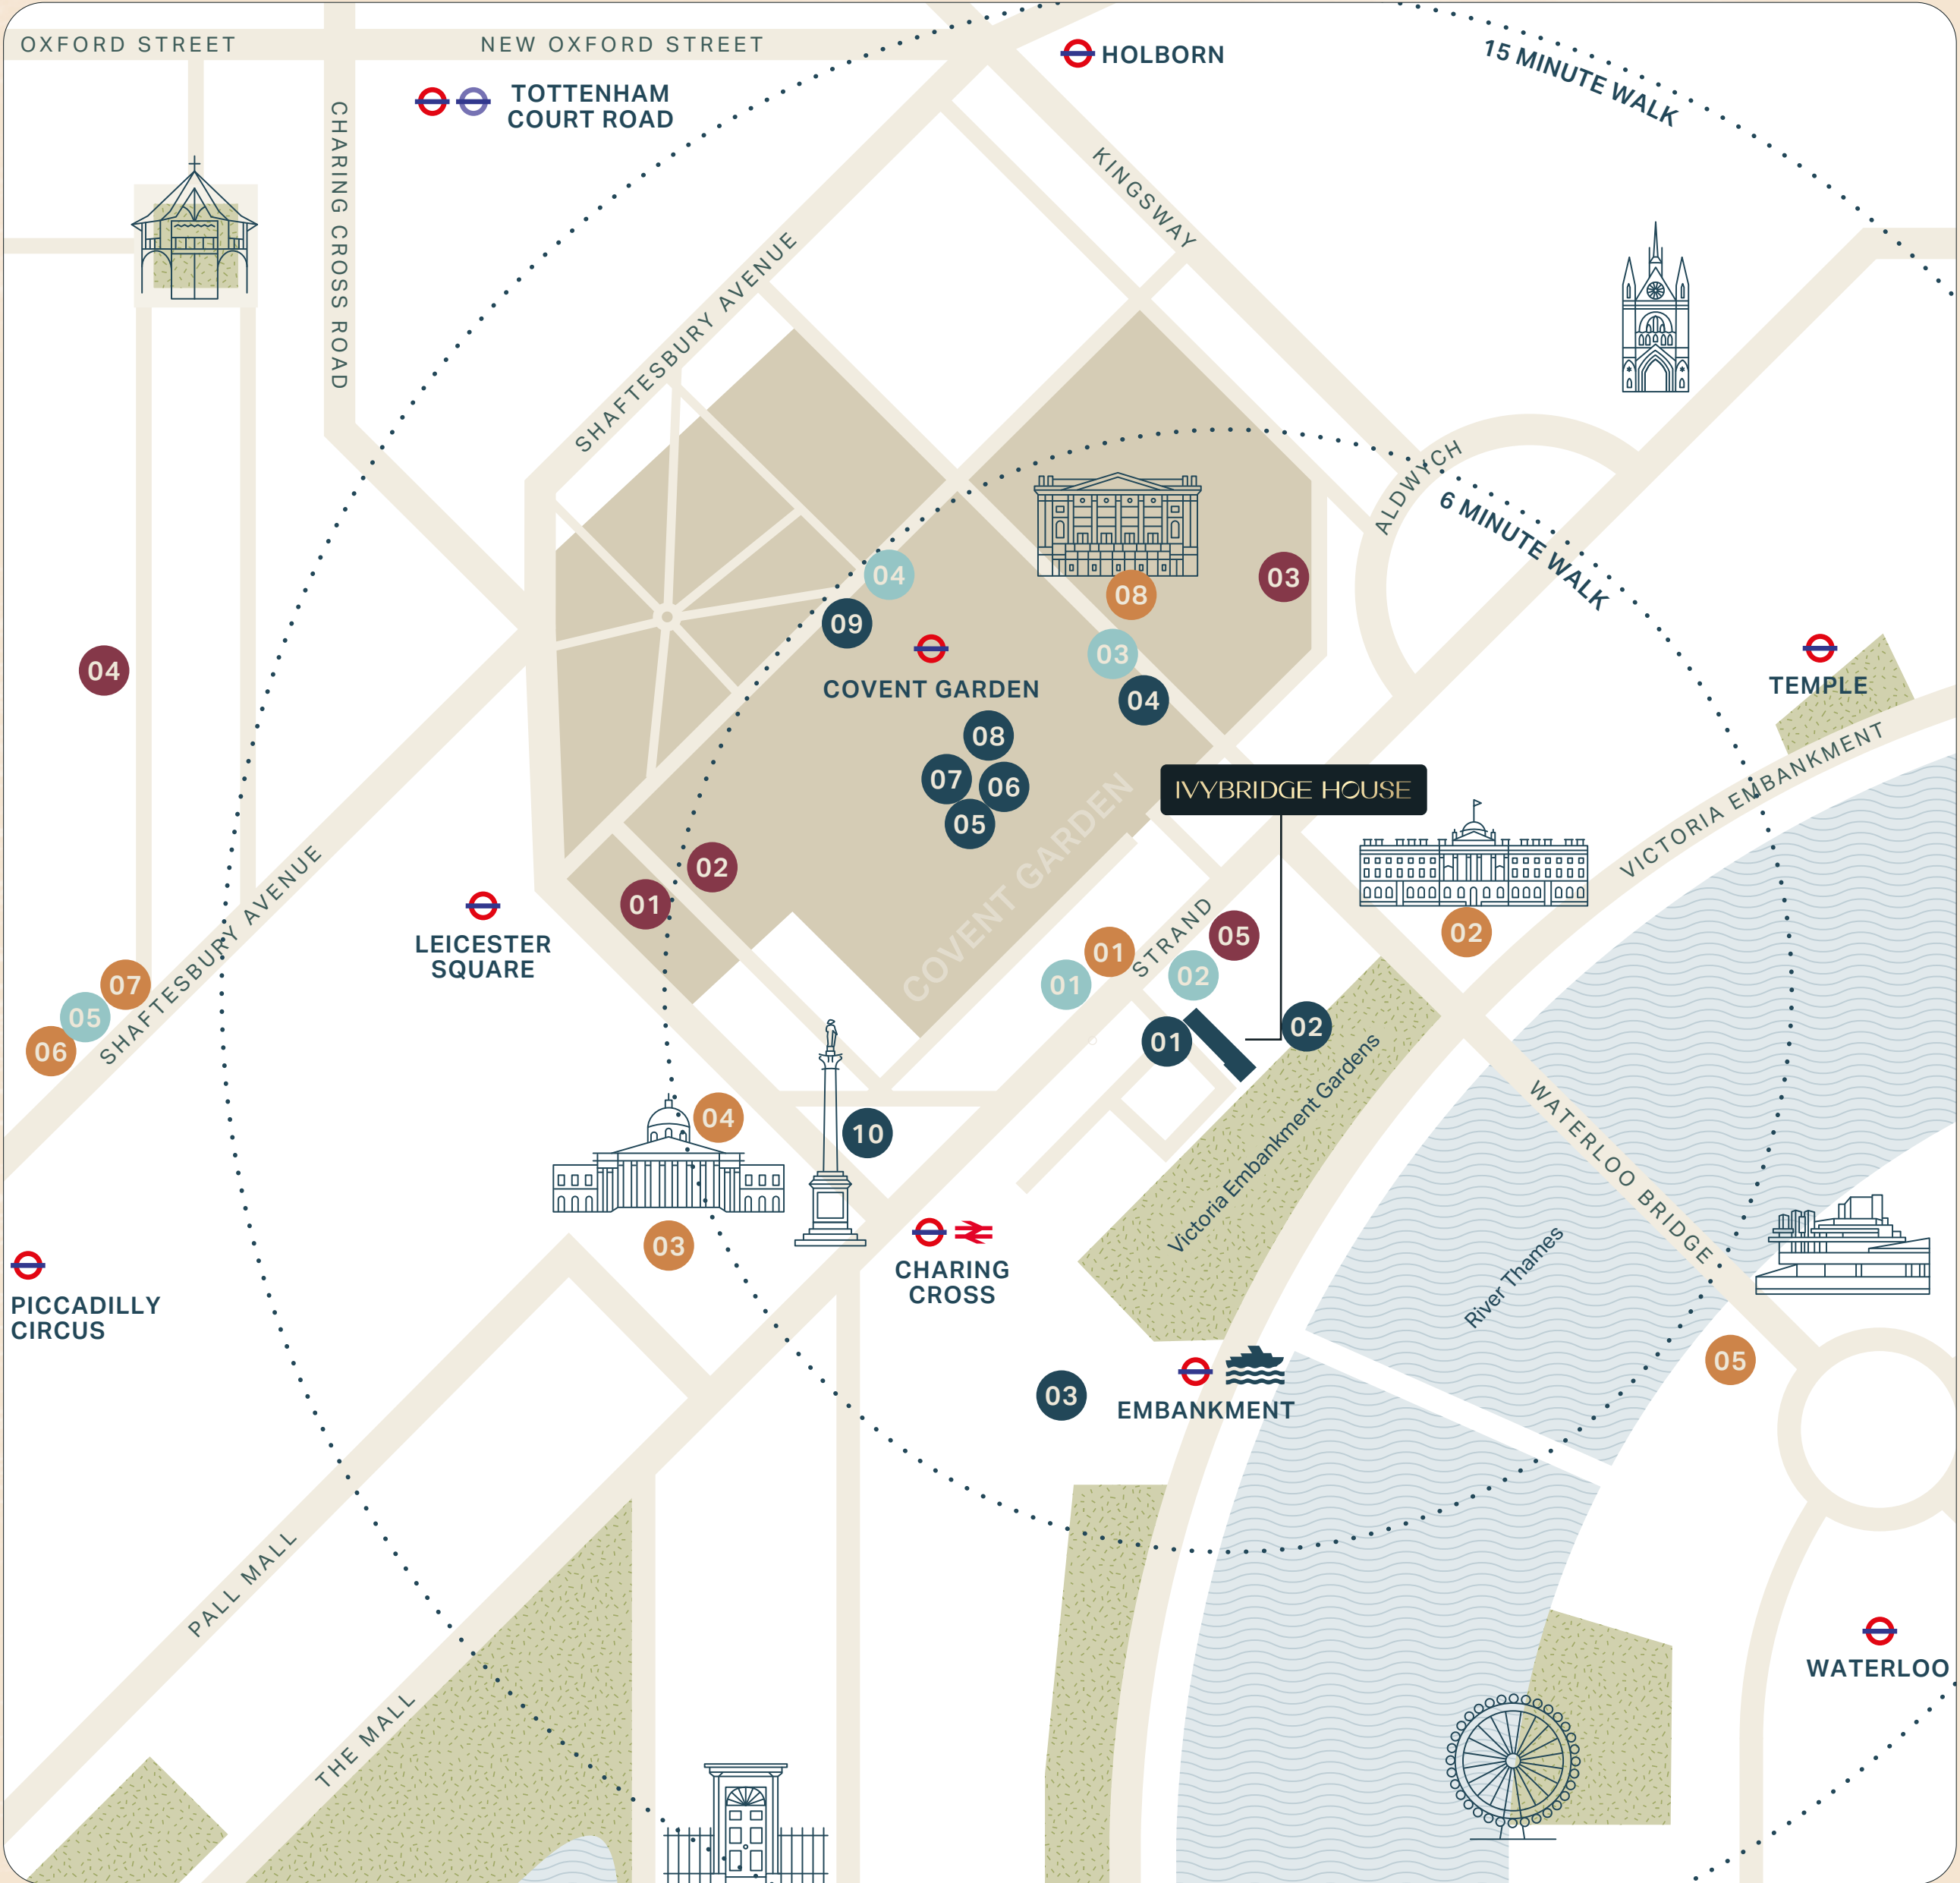 OXFORD STREET
NEW OXFORD STREET
HOLBORN
15 MINUTE WALK
TOTTENHAM
COURT ROAD
CHARING CROSS ROAD
KINGSWAY
SHAFTESBURY AVENUE
ALDWYCH
6 MINUTE WALK
04
03
08
09
03
04
04
COVENT GARDEN
TEMPLE
08
07
06
05
IVYBRIDGE HOUSE
VICTORIA EMBANKMENT
COVENT GARDEN
02
01
LEICESTER
SQUARE
SHAFTESBURY AVENUE
STRAND
05
02
01
01
02
07
05
06
01
02
Victoria Embankment Gardens
04
10
03
WATERLOO BRIDGE
River Thames
CHARING
CROSS
PICCADILLY
CIRCUS
05
03
EMBANKMENT
PALL MALL
THE MALL
WATERLOO